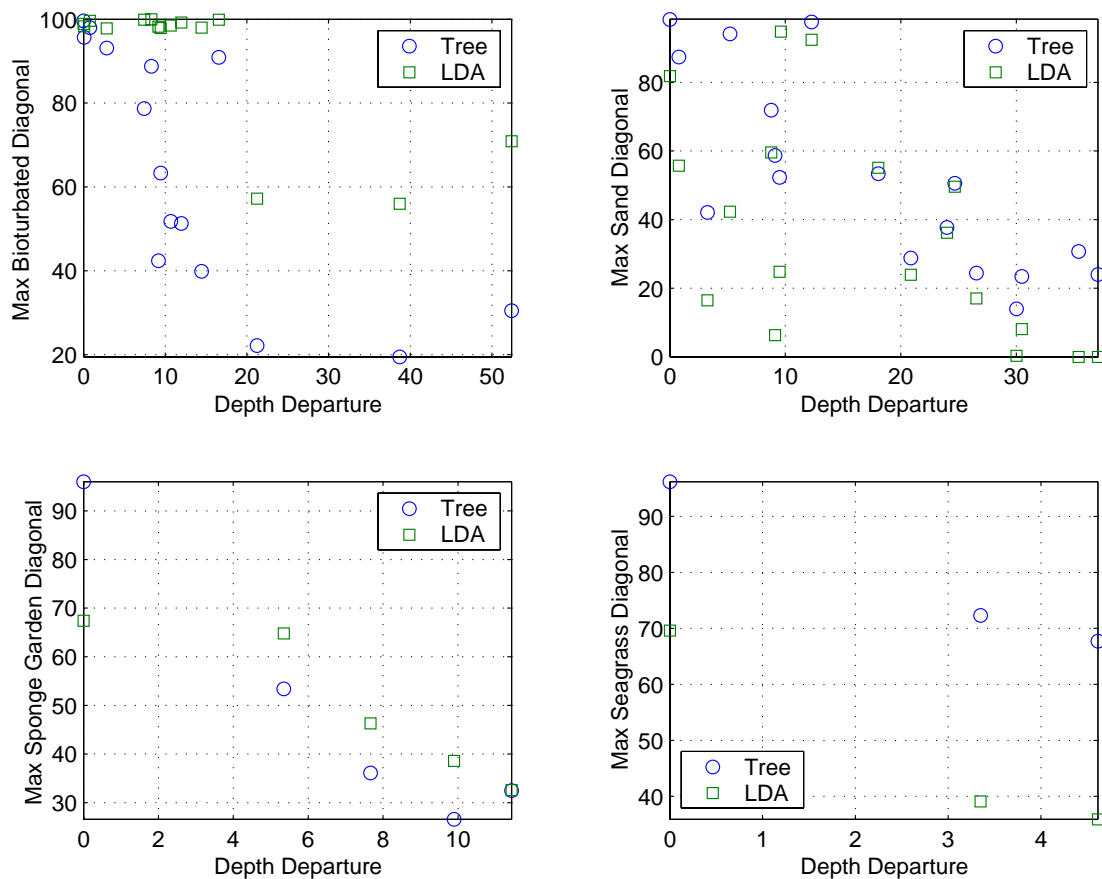 Max Bioturbated Diagonal
100
80
60
40
20
0 10 20 30 40 50
Depth Departure
Tree
LDA
Max Sand Diagonal
80
60
40
20
0
0 10 20 30
Depth Departure
Tree
LDA
Max Sponge Garden Diagonal
90
80
70
60
50
40
30
0 2 4 6 8 10
Depth Departure
Tree
LDA
Max Seagrass Diagonal
90
80
70
60
50
40
0 1 2 3 4
Depth Departure
Tree
LDA